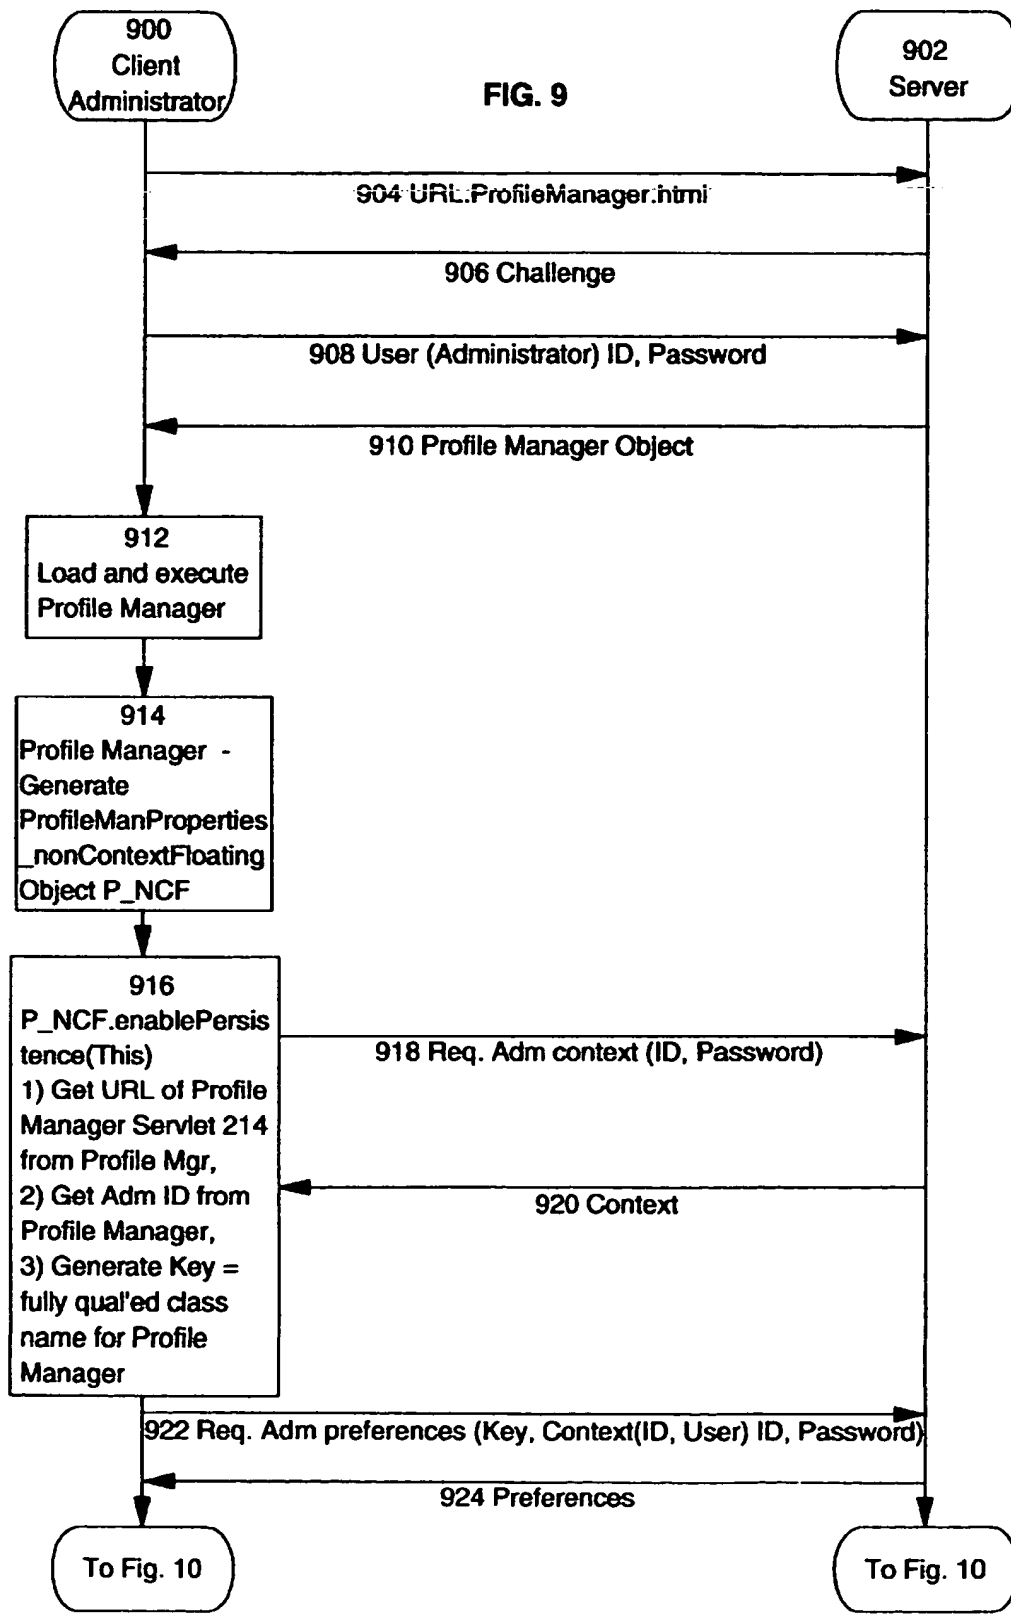 900
Client
Administrator
FIG. 9
902
Server
904 URL.ProfileManager.html
906 Challenge
908 User (Administrator) ID, Password
910 Profile Manager Object
912
Load and execute
Profile Manager
914
Profile Manager -
Generate
ProfileManProperties
_nonContextFloating
Object P_NCF
916
P_NCF.enablePersis
tence(This)
1) Get URL of Profile
Manager Servlet 214
from Profile Mgr,
2) Get Adm ID from
Profile Manager,
3) Generate Key =
fully qual'ed class
name for Profile
Manager
918 Req. Adm context (ID, Password)
920 Context
922 Req. Adm preferences (Key, Context(ID, User) ID, Password)
924 Preferences
To Fig. 10
To Fig. 10